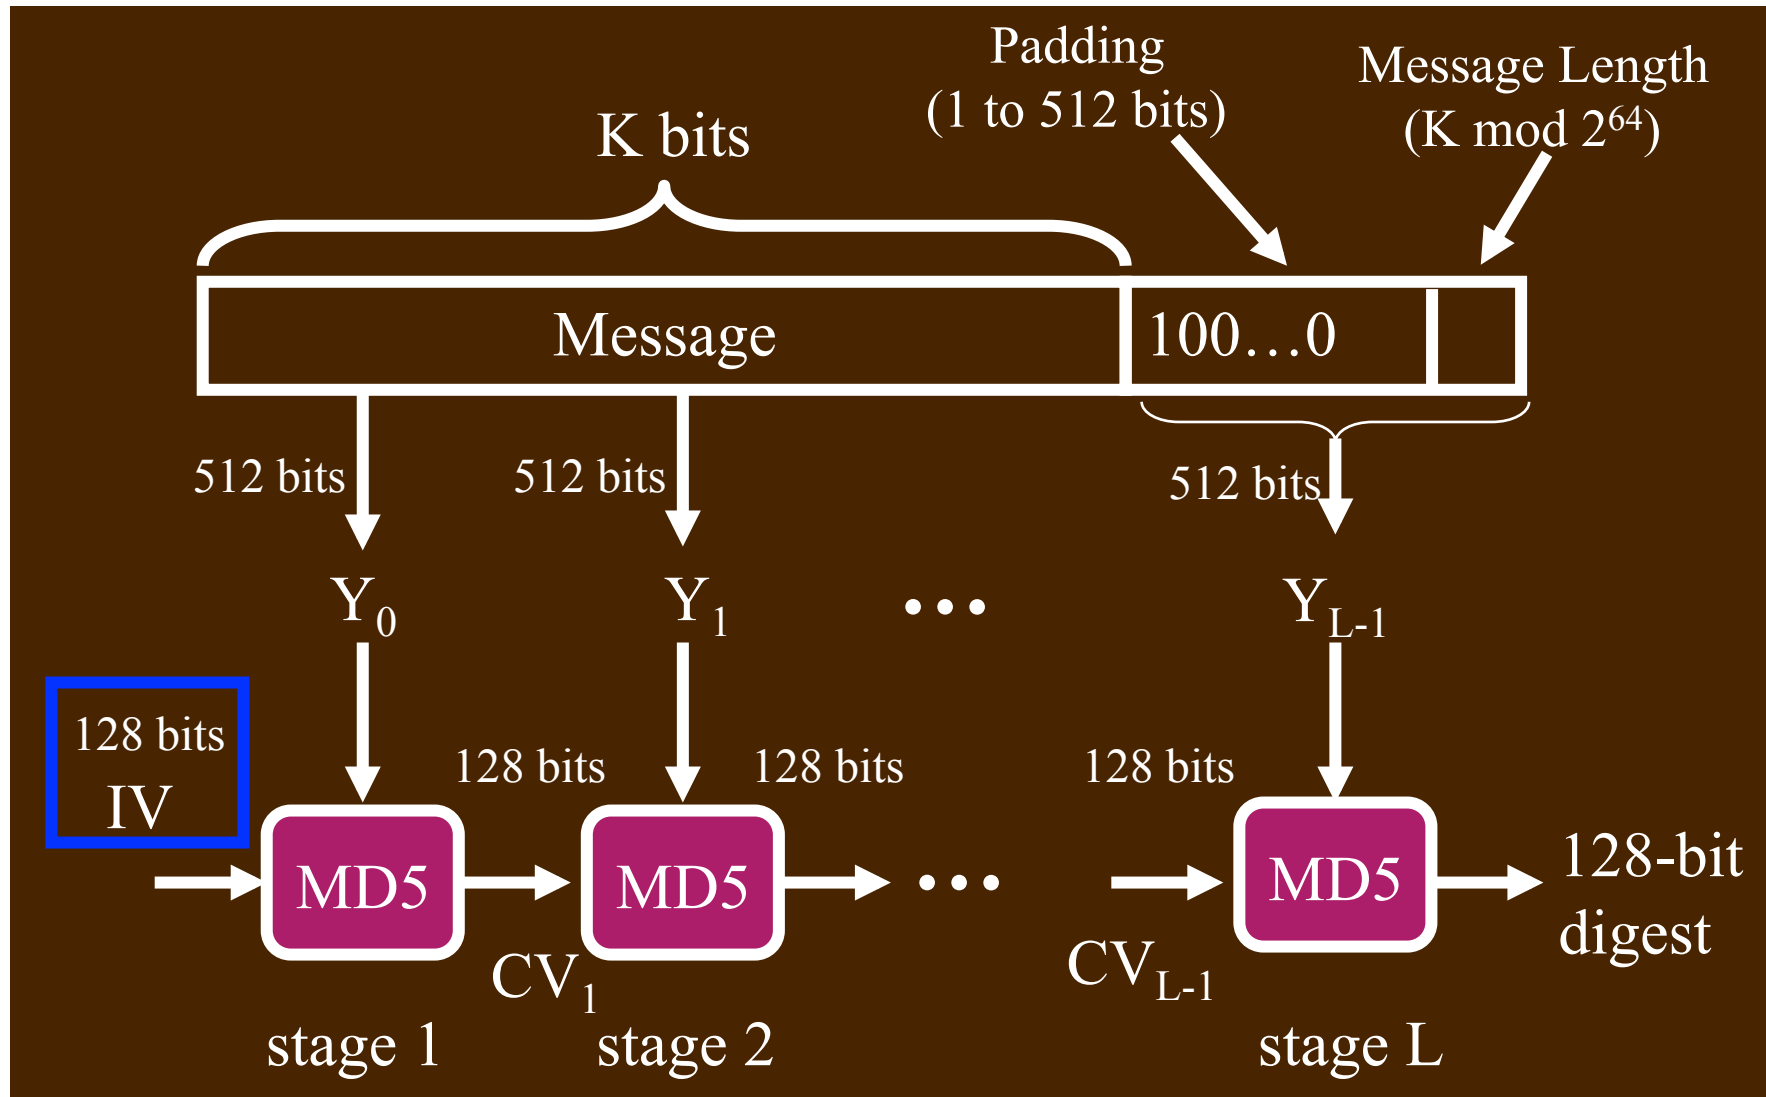 Padding
(1 to 512 bits)
Message Length
(K mod 2⁶⁴)
K bits
Message
100…0
512 bits
512 bits
512 bits
Y₀
Y₁
•••
Y_L-1
128 bits
IV
128 bits
128 bits
128 bits
MD5
MD5
•••
MD5
128-bit
digest
CV₁
CV_L-1
stage 1
stage 2
stage L